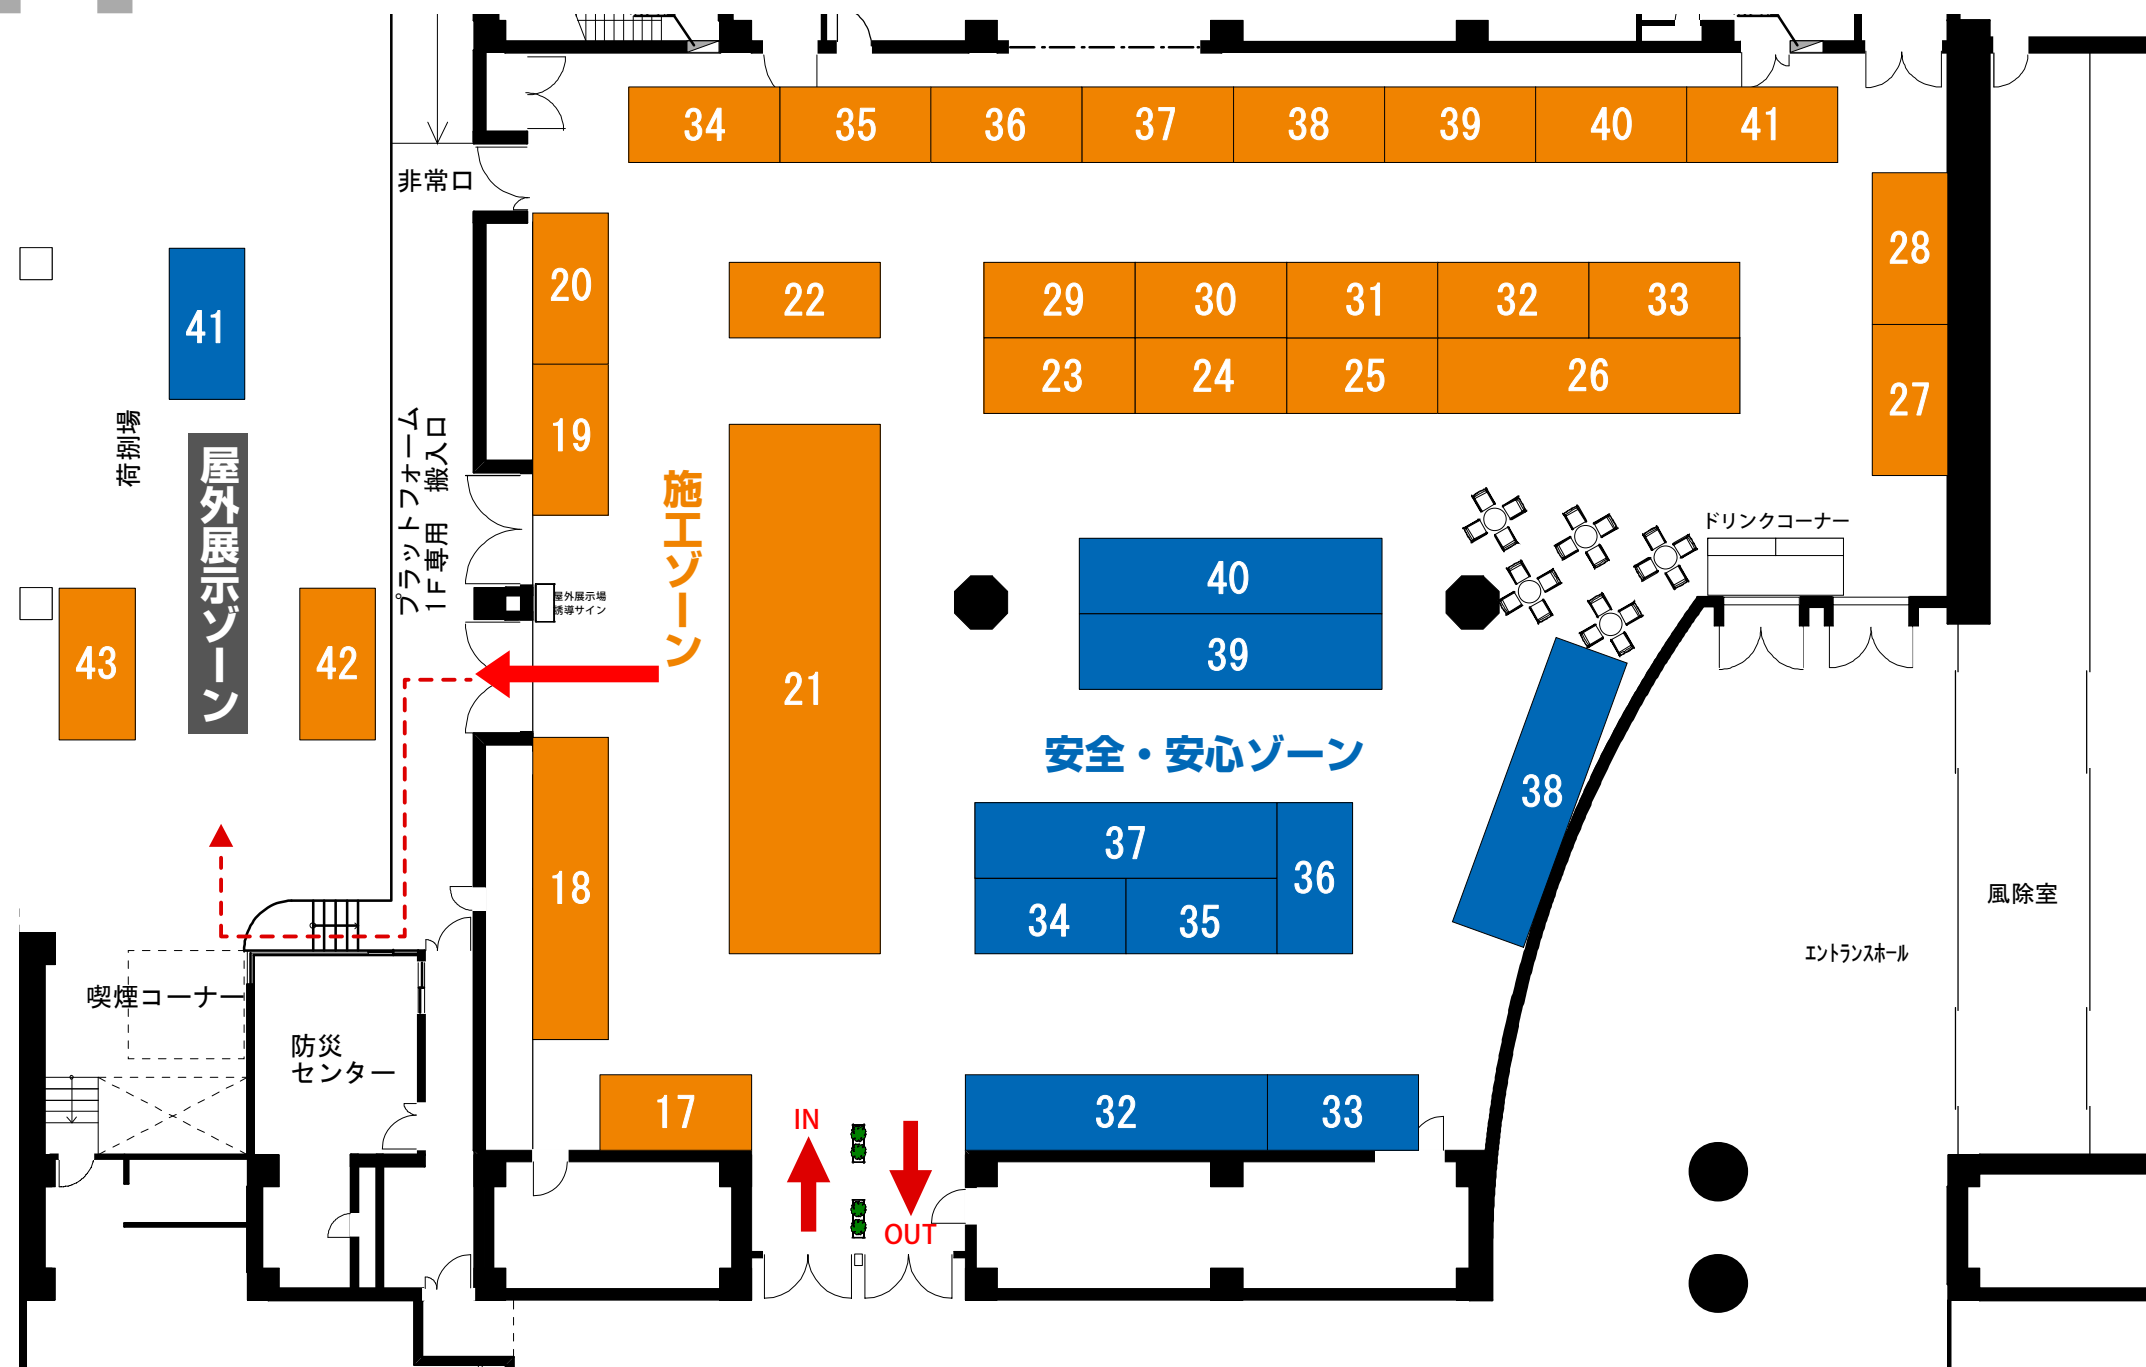 34
35
36
37
38
39
40
41
非常口
20
22
29
30
31
32
33
28
41
19
23
24
25
26
27
荷捌場
屋外展示ゾーン
プラットフォーム
1F専用 搬入口
施工ゾーン
ドリンクコーナー
屋外展示場
誘導サイン
43
42
21
40
39
安全・安心ゾーン
38
37
36
34
35
18
風除室
エントランスホール
喫煙コーナー
防災
センター
17
IN
OUT
32
33